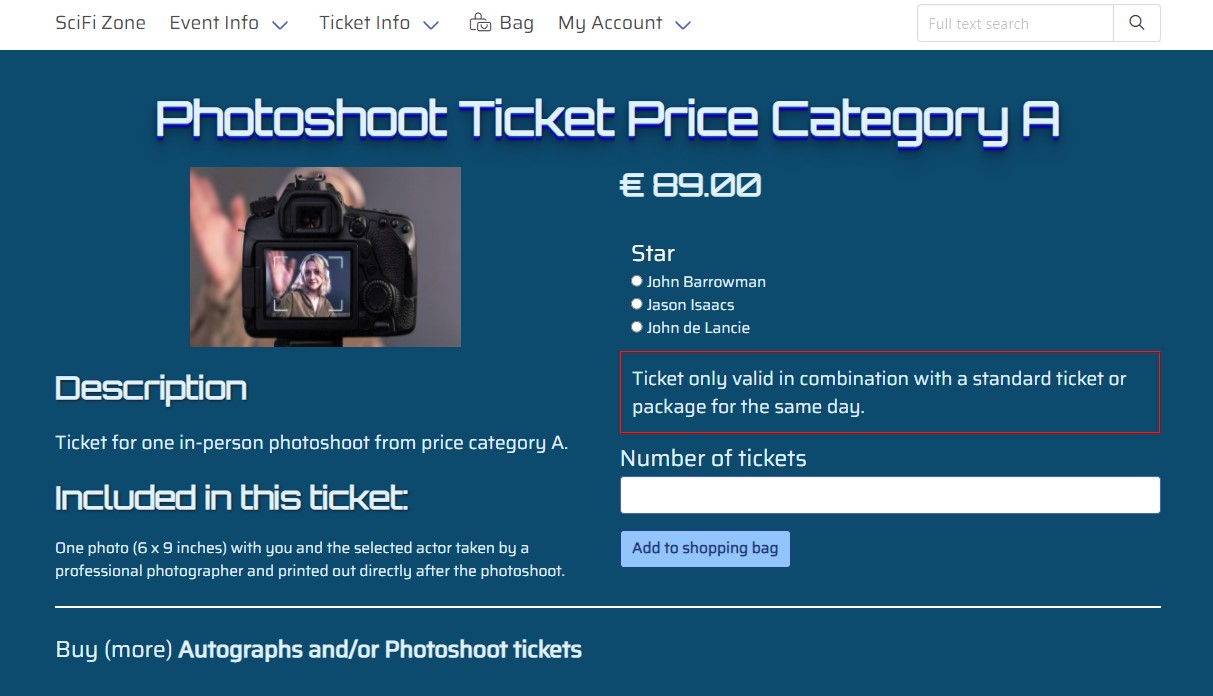 SciFi Zone Event Info Ticket Info Bag My Account Full text search
Photoshoot Ticket Price Category A
€ 89.00
Star
John Barrowman
Jason Isaacs
John de Lancie
Ticket only valid in combination with a standard ticket or
package for the same day.
Number of tickets
Add to shopping bag
Description
Ticket for one in-person photoshoot from price category A.
Included in this ticket:
One photo (6 x 9 inches) with you and the selected actor taken by a
professional photographer and printed out directly after the photoshoot.
Buy (more) Autographs and/or Photoshoot tickets